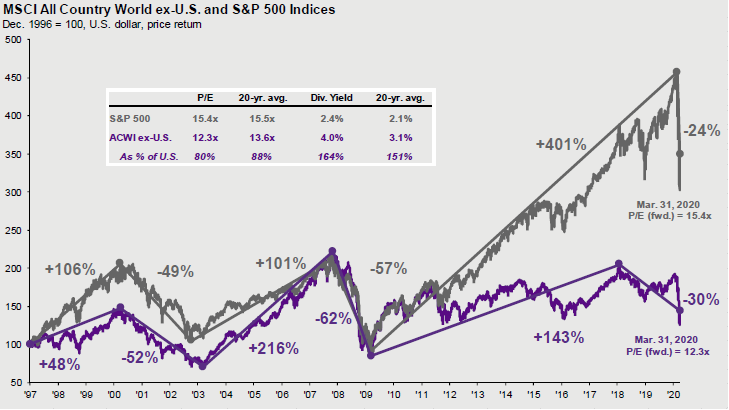 MSCI All Country World ex-U.S. and S&P 500 Indices
Dec. 1996 = 100, U.S. dollar, price return
500
450
400
350
300
250
200
150
100
50
P/E 20-yr. avg. Div. Yield 20-yr. avg.
S&P 500 15.4x 15.5x 2.4% 2.1%
ACWI ex-U.S. 12.3x 13.6x 4.0% 3.1%
As % of U.S. 80% 88% 164% 151%
+106%
-49%
+101%
-57%
+401%
-24%
Mar. 31, 2020
P/E (fwd.) = 15.4x
+48%
-52%
+216%
-62%
+143%
-30%
Mar. 31, 2020
P/E (fwd.) = 12.3x
'97 '98 '99 '00 '01 '02 '03 '04 '05 '06 '07 '08 '09 '10 '11 '12 '13 '14 '15 '16 '17 '18 '19 '20